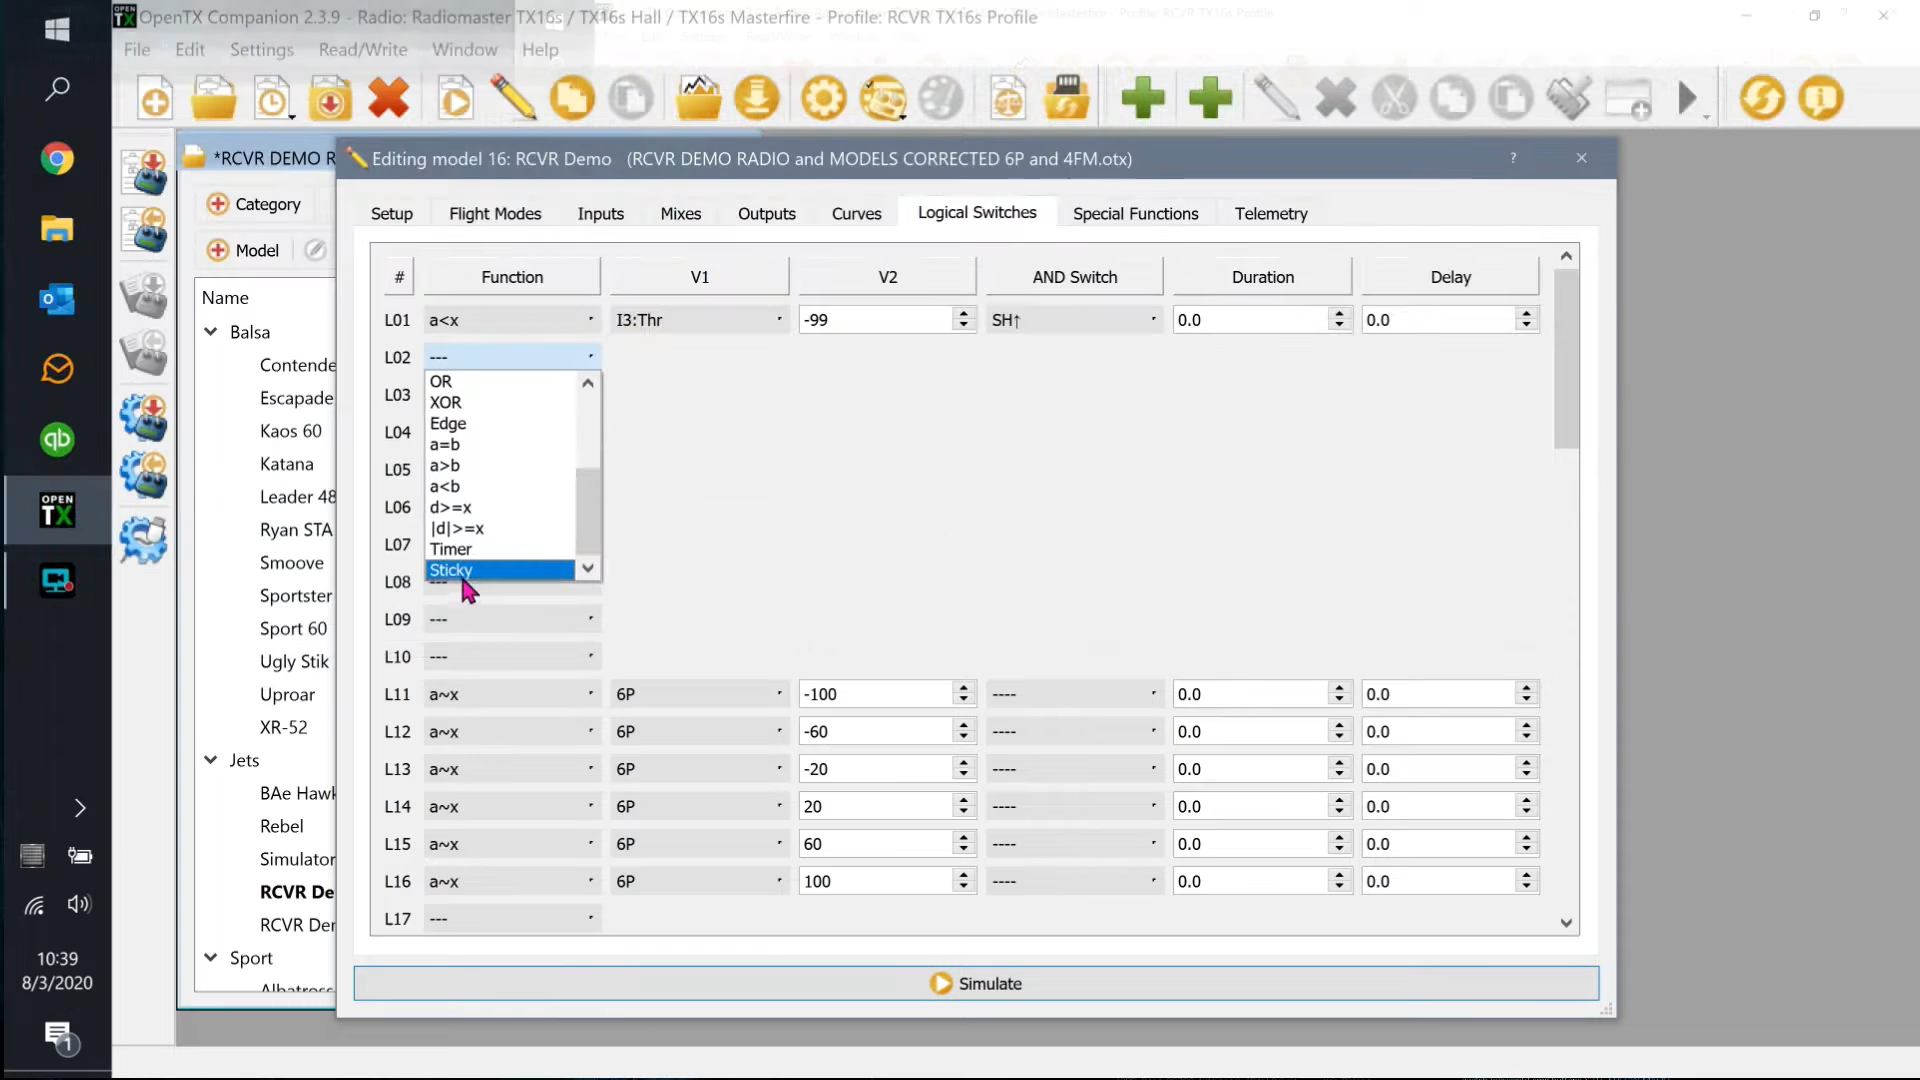 OpenTX Companion 2.3.9 - Radio: Radiomaster TX16s / TX16s Hall / TX16s Masterfire - Profile: RCVR TX16s Profile
File Edit Settings Read/Write Window Help
*RCVR DEMO R
Editing model 16: RCVR Demo (RCVR DEMO RADIO and MODELS CORRECTED 6P and 4FM.otx)
Category
Model
Name
Balsa
Contende
Escapade
Kaos 60
Katana
Leader 48
Ryan STA
Smoove
Sportster
Sport 60
Ugly Stik
Uproar
XR-52
Jets
BAe Hawk
Rebel
Simulator
RCVR De
RCVR Der
Sport
Albatross
Setup Flight Modes Inputs Mixes Outputs Curves Logical Switches Special Functions Telemetry
# Function V1 V2 AND Switch Duration Delay
L01 a<x I3:Thr -99 SH↑ 0.0 0.0
L02 ---
OR
XOR
Edge
a=b
a>b
a<b
d>=x
|d|>=x
Timer
Sticky
L03
L04
L05
L06
L07
L08 ---
L09 ---
L10 ---
L11 a~x 6P -100 ---- 0.0 0.0
L12 a~x 6P -60 ---- 0.0 0.0
L13 a~x 6P -20 ---- 0.0 0.0
L14 a~x 6P 20 ---- 0.0 0.0
L15 a~x 6P 60 ---- 0.0 0.0
L16 a~x 6P 100 ---- 0.0 0.0
L17 ---
Simulate
qb
OPEN
TX
10:39
8/3/2020
1